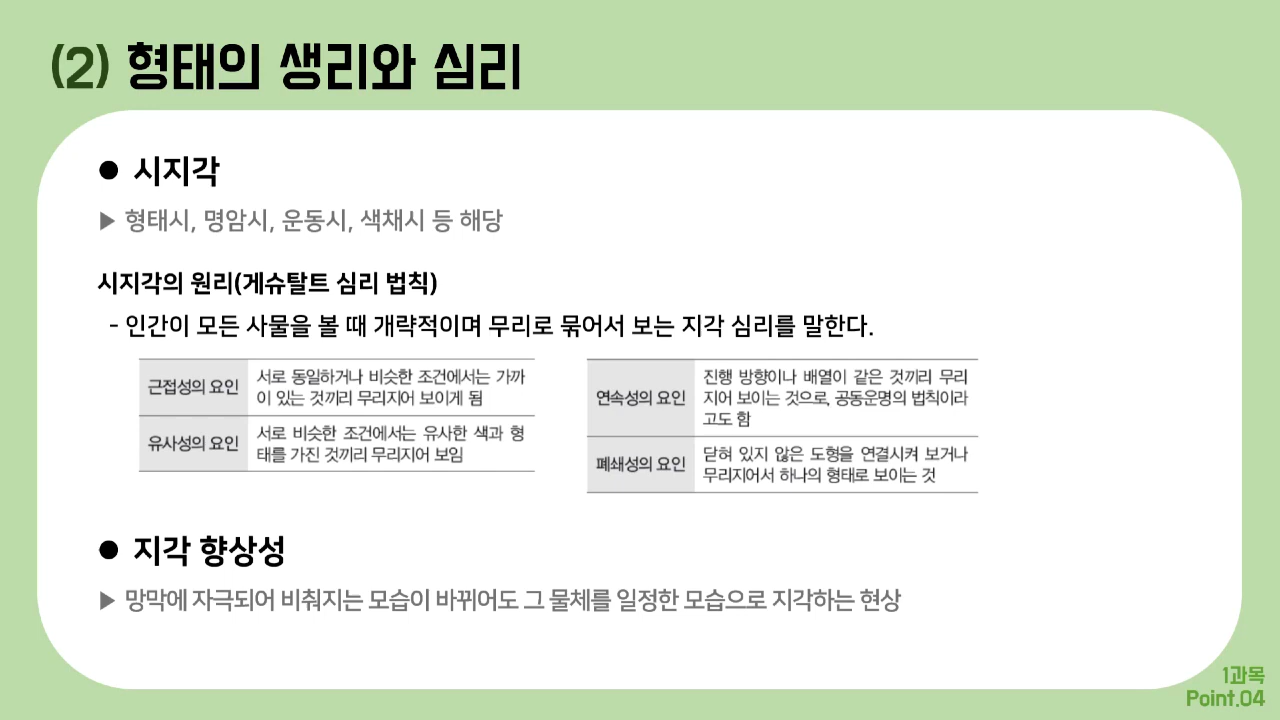 (2) 형태의 생리와 심리
● 시지각
▶ 형태시, 명암시, 운동시, 색채시 등 해당
시지각의 원리(게슈탈트 심리 법칙)
- 인간이 모든 사물을 볼 때 개략적이며 무리로 묶어서 보는 지각 심리를 말한다.
근접성의 요인
서로 동일하거나 비슷한 조건에서는 가까
이 있는 것끼리 무리지어 보이게 됨
유사성의 요인
서로 비슷한 조건에서는 유사한 색과 형
태를 가진 것끼리 무리지어 보임
연속성의 요인
진행 방향이나 배열이 같은 것끼리 무리
지어 보이는 것으로, 공동운명의 법칙이라
고도 함
폐쇄성의 요인
닫혀 있지 않은 도형을 연결시켜 보거나
무리지어서 하나의 형태로 보이는 것
● 지각 향상성
▶ 망막에 자극되어 비춰지는 모습이 바뀌어도 그 물체를 일정한 모습으로 지각하는 현상
1과목
Point.04